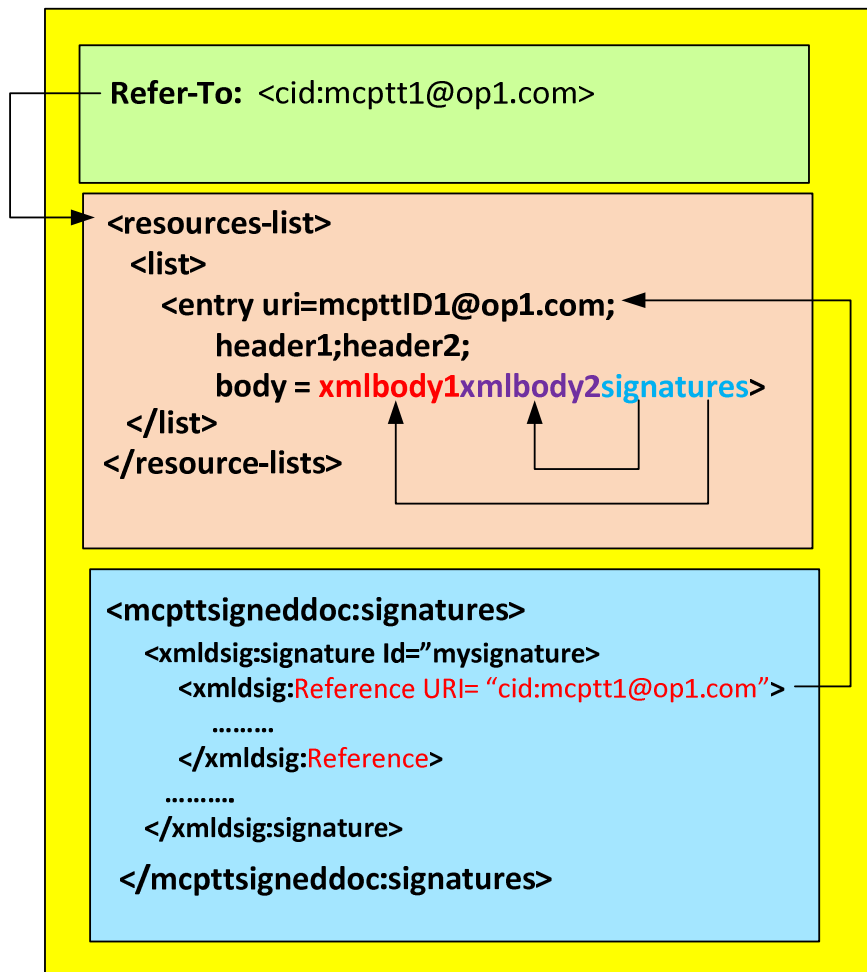 Refer-To: <cid:mcptt1@op1.com>
<resources-list>
<list>
<entry uri=mcpttID1@op1.com;
header1;header2;
body = xmlbody1xmlbody2signatures>
</list>
</resource-lists>
<mcpttsigneddoc:signatures>
<xmldsig:signature Id=”mysignature>
<xmldsig:Reference URI= “cid:mcptt1@op1.com”>
.........
</xmldsig:Reference>
..........
</xmldsig:signature>
</mcpttsigneddoc:signatures>